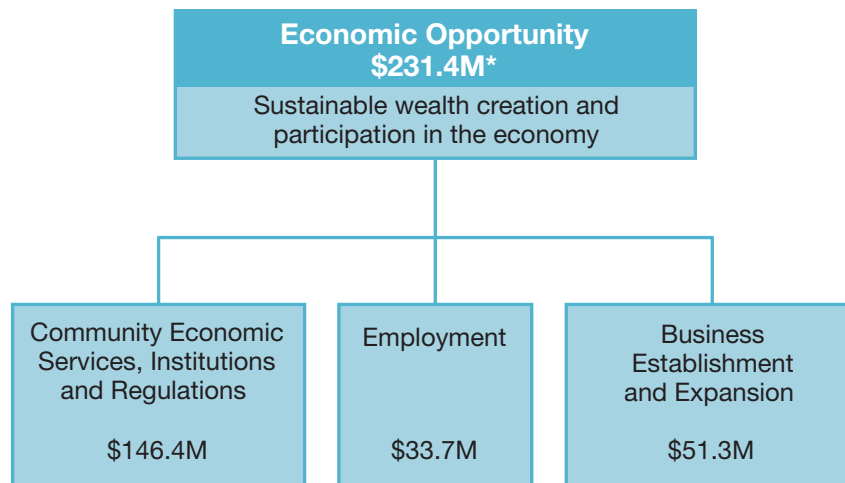 Economic Opportunity
$231.4M*
Sustainable wealth creation and
participation in the economy
Community Economic
Services, Institutions
and Regulations
$146.4M
Employment
$33.7M
Business
Establishment
and Expansion
$51.3M